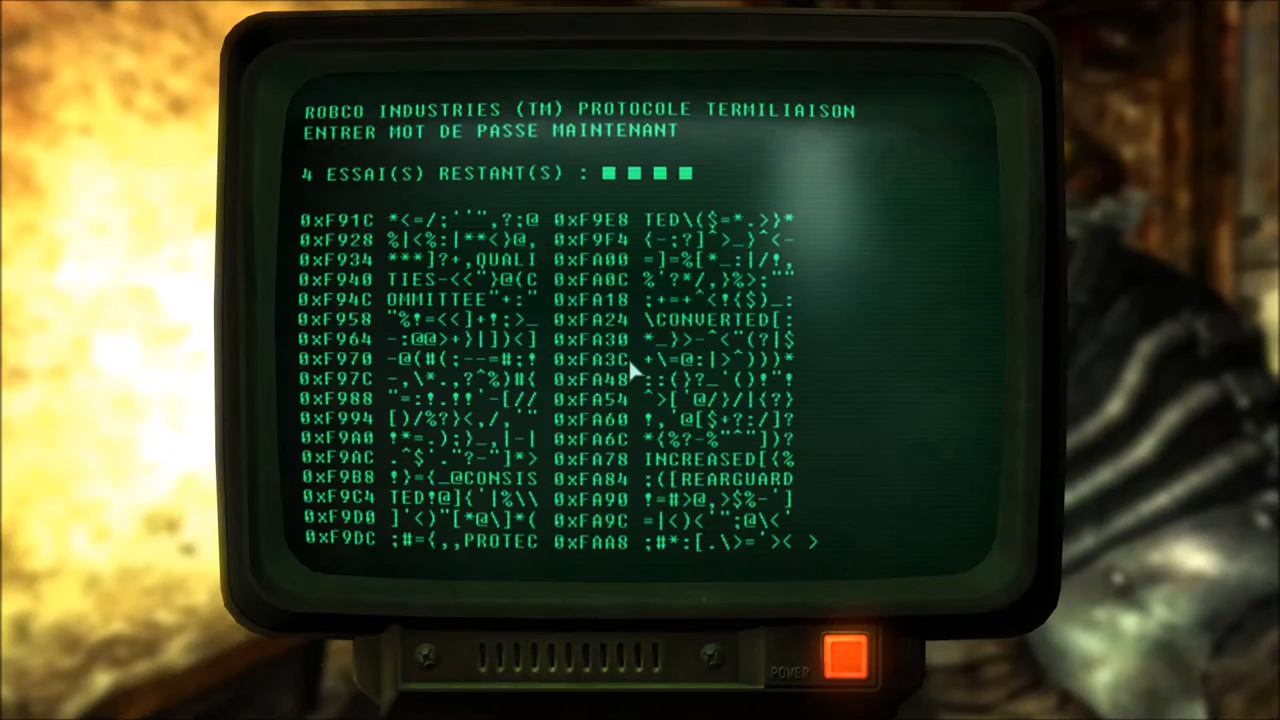 ROBCO INDUSTRIES (TM) PROTOCOLE TERMILIAISON
ENTRER MOT DE PASSE MAINTENANT
4 ESSAI(S) RESTANT(S) : ■ ■ ■ ■
0xF91C *<=/;''",?;@ 0xF9E8 TED\($=*.>}*
0xF928 %|<%:|**<}@, 0xF9F4 {-;?]^>_}^<-
0xF934 ***]?+,QUALI 0xFA00 =]=%[*_:|/!,
0xF940 TIES-<<"}@(C 0xFA0C %'?*/,}%>;""
0xF94C OMMITTEE"+:" 0xFA18 ;+=+^<!{$)_:
0xF958 "%!=<<]+!;>_ 0xFA24 \CONVERTED[:
0xF964 -:@@>+}|])<] 0xFA30 *_}>-^<"(?|$
0xF970 -@(#(;--=#;! 0xFA3C +\=@:|>^)))*
0xF97C -,\*.,?^%)#{ 0xFA48 ::(}?_'()!"!
0xF988 "=:!.!!'-[// 0xFA54 ^>['@/}/|{?}
0xF994 [)/%?}<,/,'" 0xFA60 !,'@[$+?:/]?
0xF9A0 !*=.);}_,|-| 0xFA6C *{%?-%"^"])?
0xF9AC .^$'."?-"]*> 0xFA78 INCREASED[{%
0xF9B8 !}={_@CONSIS 0xFA84 :([REARGUARD
0xF9C4 TED!@]{'|%\\ 0xFA90 !=#>@,>$%-']
0xF9D0 ]'<)"[*@\]*( 0xFA9C =|<)<'";@\<'
0xF9DC ;#={,,PROTEC 0xFAA8 ;#*:[.\>='>< >
POWER